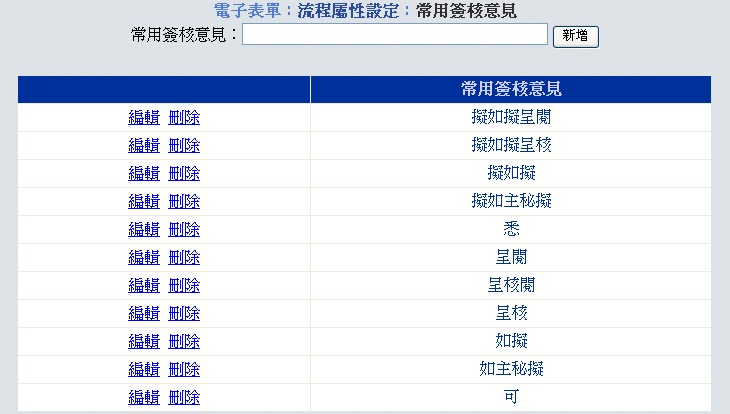 電子表單：流程屬性設定：常用簽核意見
常用簽核意見： 新增
常用簽核意見
編輯 刪除 擬如擬呈閱
編輯 刪除 擬如擬呈核
編輯 刪除 擬如擬
編輯 刪除 擬如主秘擬
編輯 刪除 悉
編輯 刪除 呈閱
編輯 刪除 呈核閱
編輯 刪除 呈核
編輯 刪除 如擬
編輯 刪除 如主秘擬
編輯 刪除 可